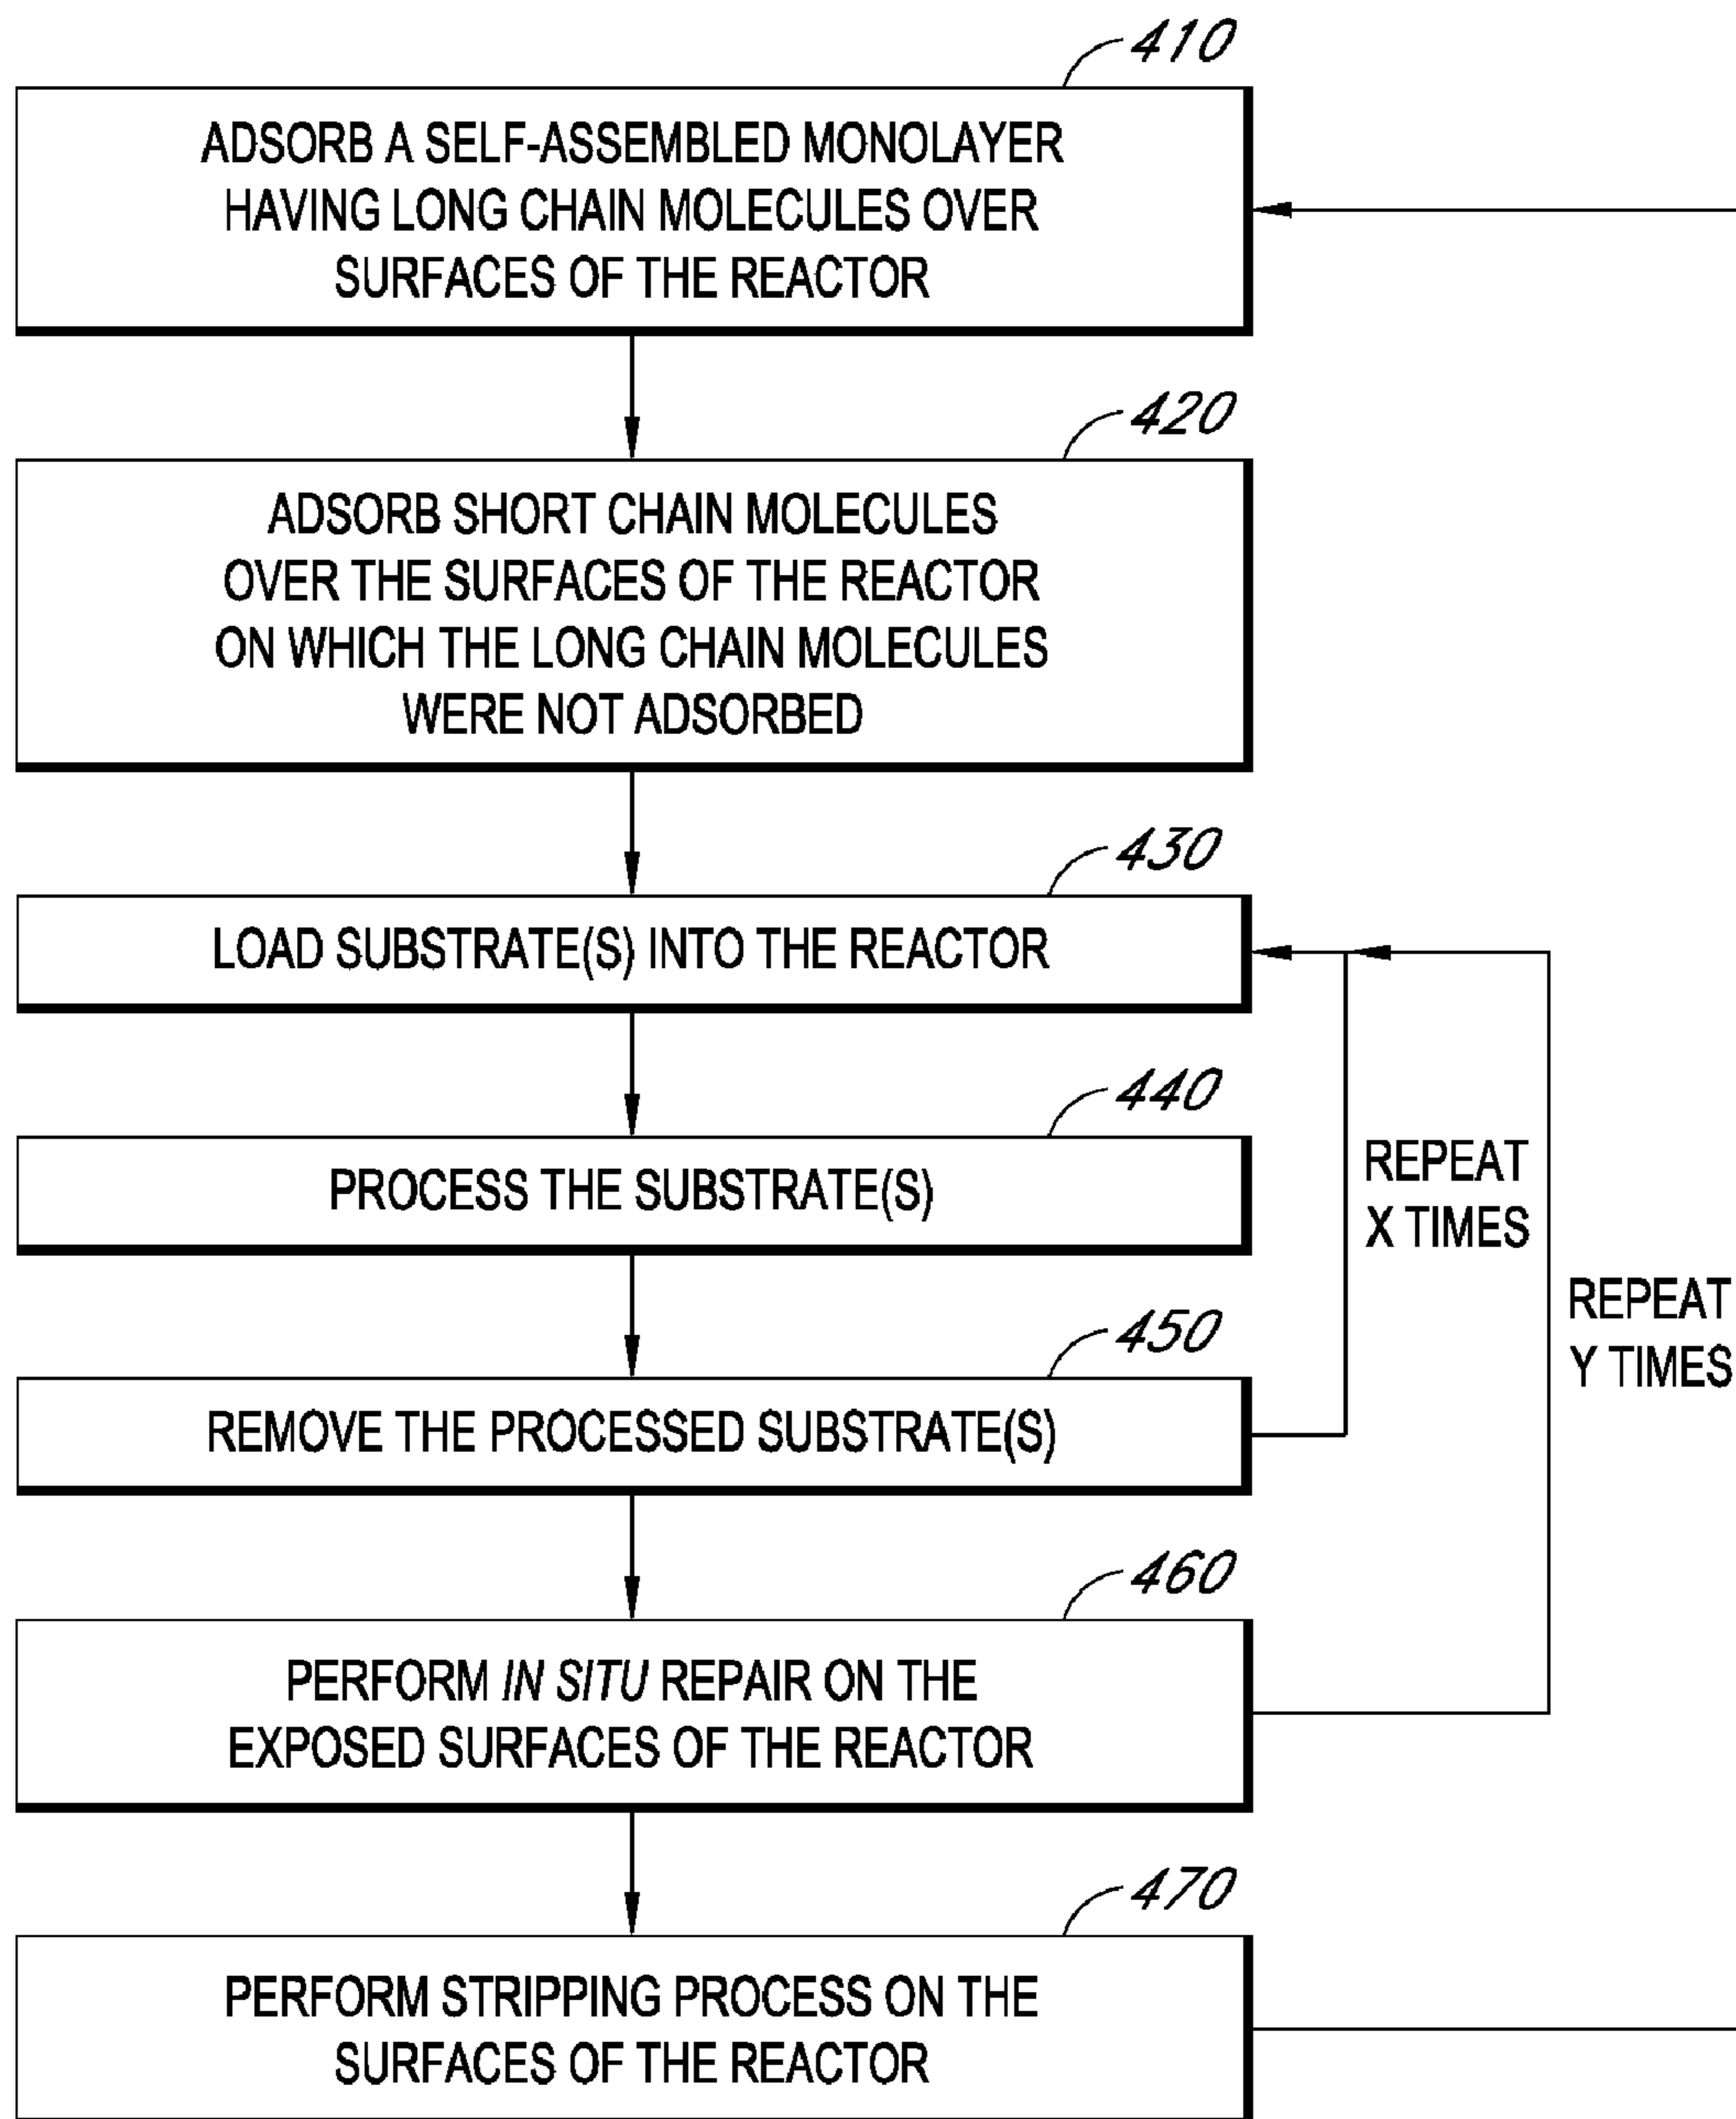 410
ADSORB A SELF-ASSEMBLED MONOLAYER
HAVING LONG CHAIN MOLECULES OVER
SURFACES OF THE REACTOR
420
ADSORB SHORT CHAIN MOLECULES
OVER THE SURFACES OF THE REACTOR
ON WHICH THE LONG CHAIN MOLECULES
WERE NOT ADSORBED
430
LOAD SUBSTRATE(S) INTO THE REACTOR
440
PROCESS THE SUBSTRATE(S)
REPEAT
X TIMES
REPEAT
Y TIMES
450
REMOVE THE PROCESSED SUBSTRATE(S)
460
PERFORM IN SITU REPAIR ON THE
EXPOSED SURFACES OF THE REACTOR
470
PERFORM STRIPPING PROCESS ON THE
SURFACES OF THE REACTOR